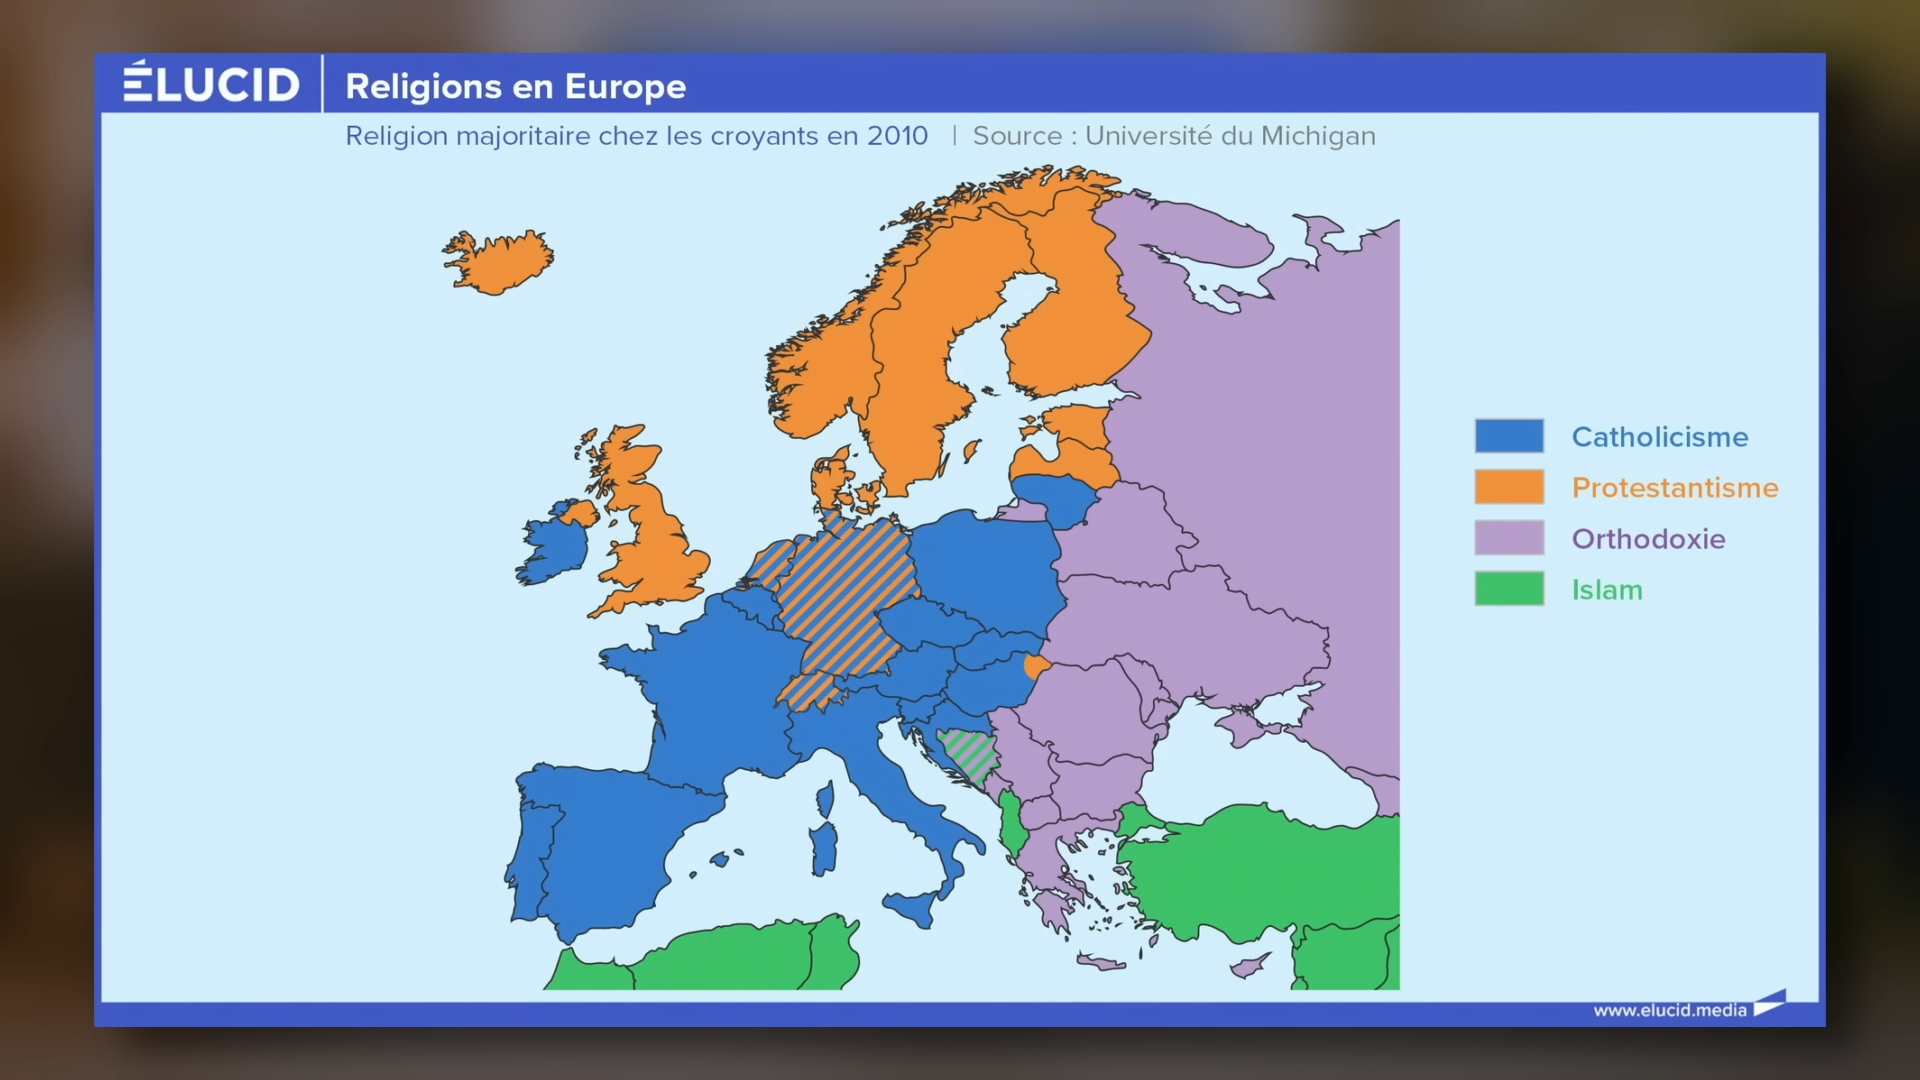 ÉLUCID
Religions en Europe
Religion majoritaire chez les croyants en 2010 | Source : Université du Michigan
Catholicisme
Protestantisme
Orthodoxie
Islam
www.elucid.media